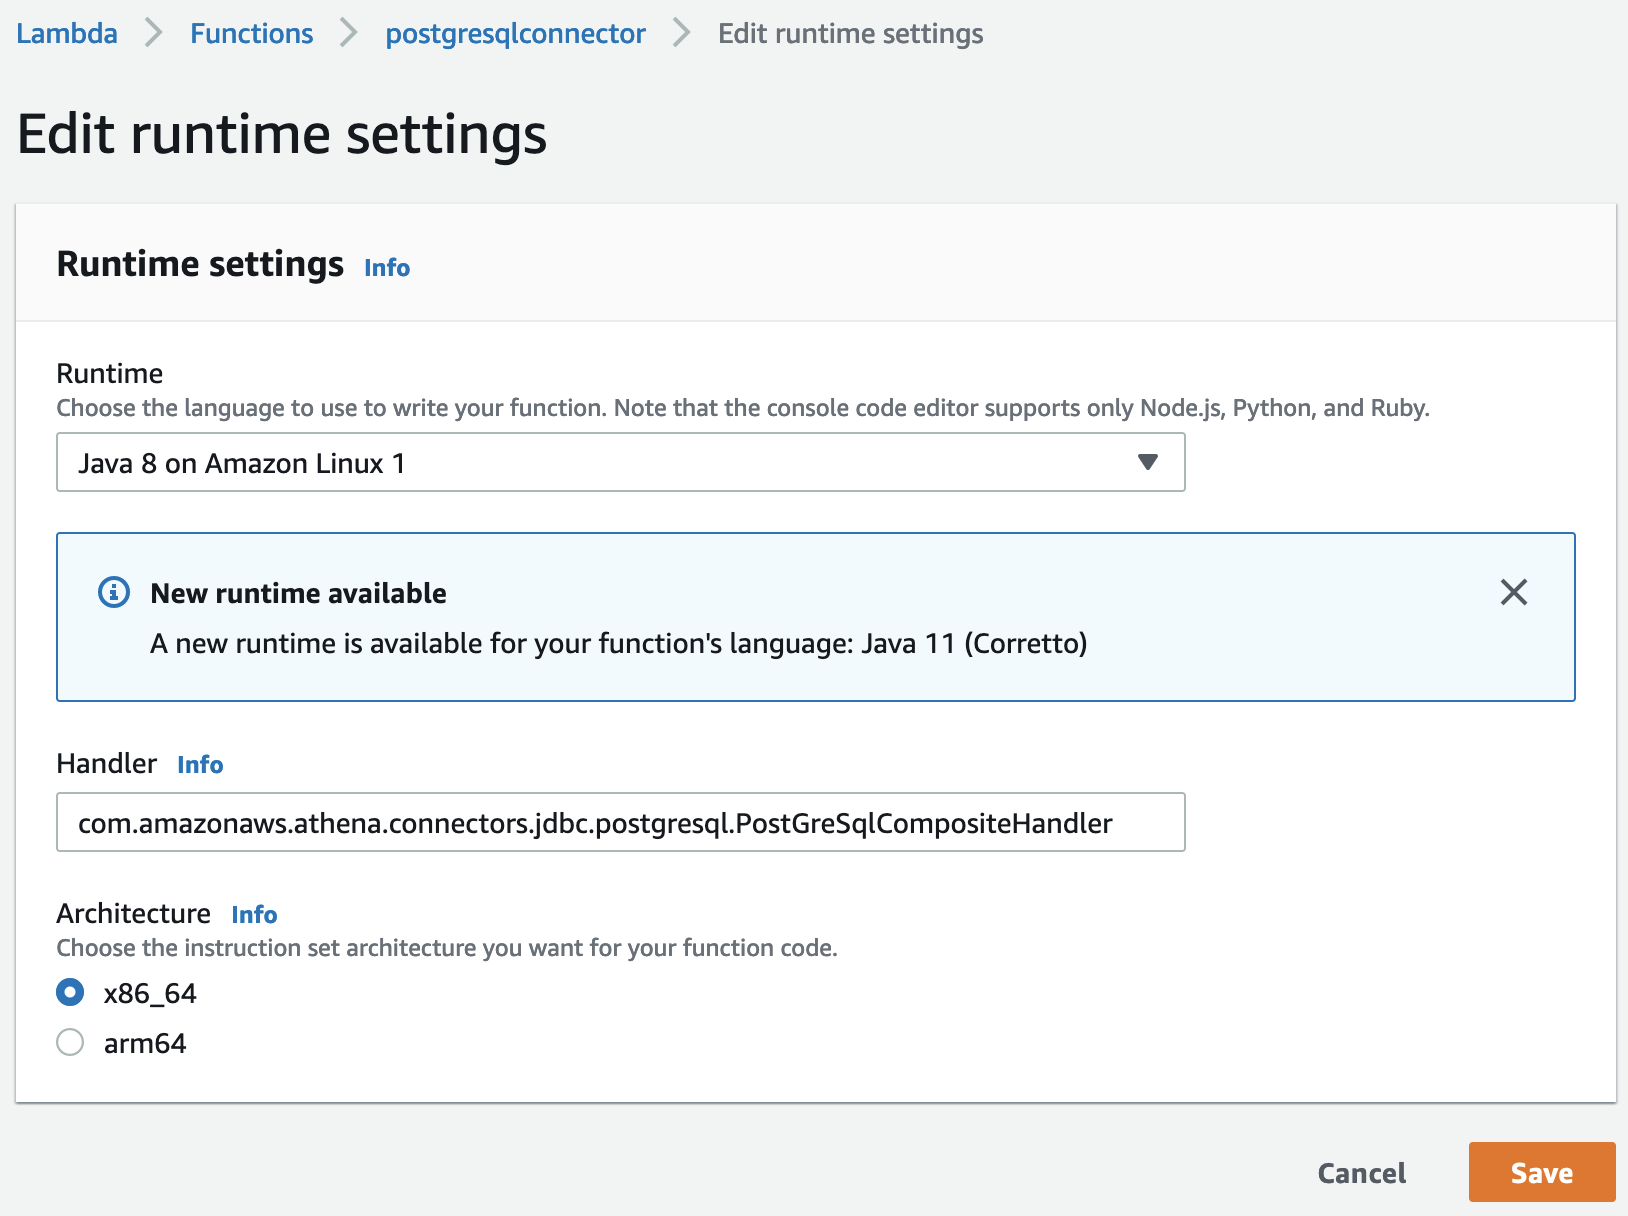 Lambda Functions postgresqlconnector Edit runtime settings
Edit runtime settings
Runtime settings Info
Runtime
Choose the language to use to write your function. Note that the console code editor supports only Node.js, Python, and Ruby.
Java 8 on Amazon Linux 1
New runtime available
A new runtime is available for your function's language: Java 11 (Corretto)
Handler Info
com.amazonaws.athena.connectors.jdbc.postgresql.PostGreSqlCompositeHandler
Architecture Info
Choose the instruction set architecture you want for your function code.
x86_64
arm64
Cancel Save